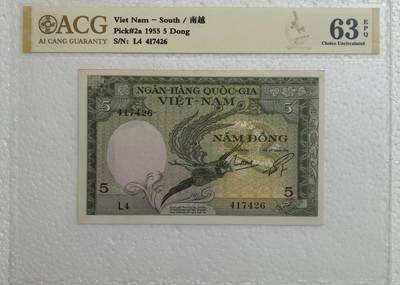 ACG
AI CANG GUARANTY
Viet Nam - South / 南越
Pick#2a 1955 5 Dong
S/N: L4 417426
63 EPQ
Choice Uncirculated
NGÂN-HÀNG QUỐC-GIA
VIỆT-NAM
5
5
417426
NĂM ĐỒNG
5
5
L4
417426